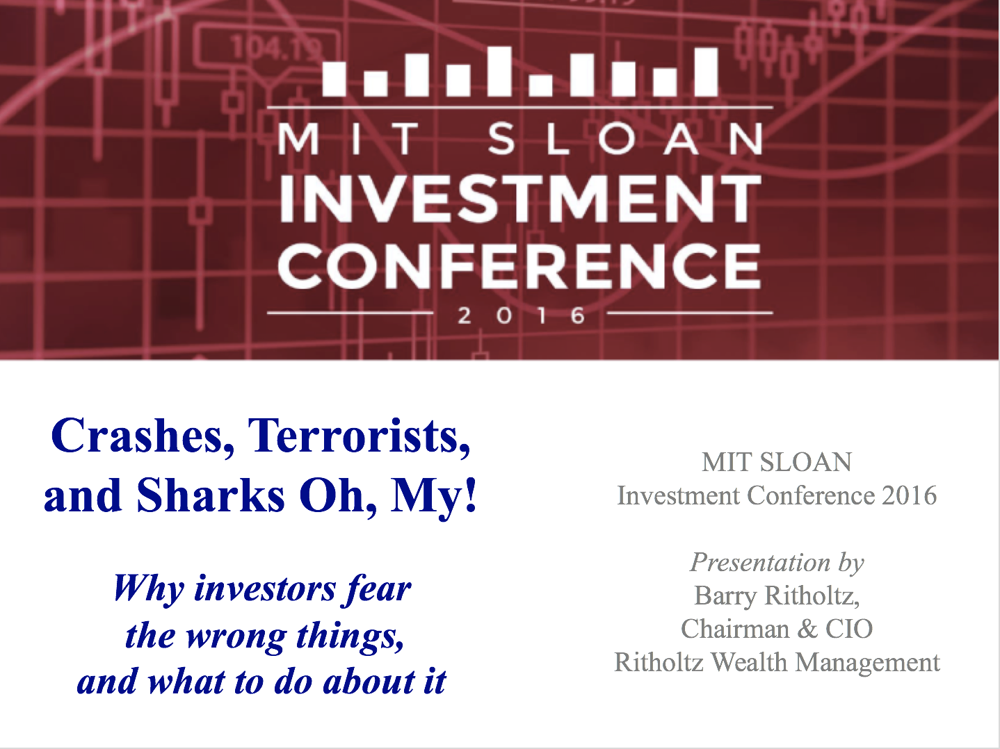 104.19
MIT SLOAN
INVESTMENT
CONFERENCE
2016
Crashes, Terrorists,
and Sharks Oh, My!
Why investors fear
the wrong things,
and what to do about it
MIT SLOAN
Investment Conference 2016
Presentation by
Barry Ritholtz,
Chairman & CIO
Ritholtz Wealth Management